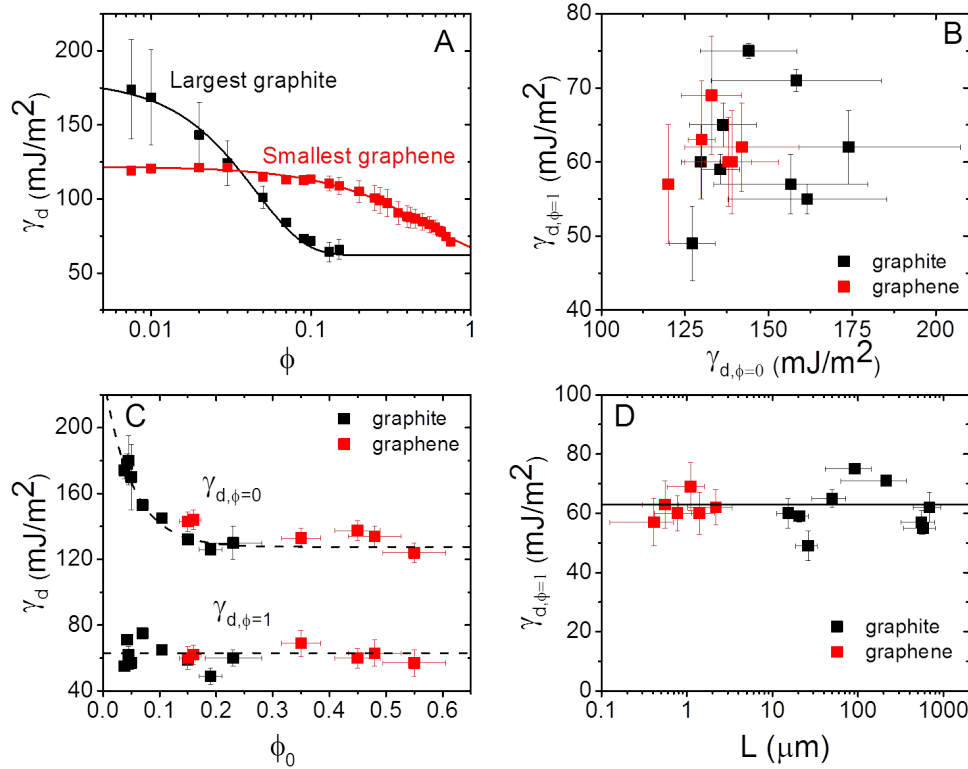 A
Largest graphite
Smallest graphene
γd (mJ/m2)
200
150
100
50
0.01
0.1
1
ϕ
B
γd,ϕ=1 (mJ/m2)
80
70
60
50
40
graphite
graphene
100
125
150
175
200
γd,ϕ=0 (mJ/m2)
C
graphite
graphene
γd (mJ/m2)
200
160
120
80
40
γd,ϕ=0
γd,ϕ=1
0.0 0.1 0.2 0.3 0.4 0.5 0.6
ϕ0
D
γd,ϕ=1 (mJ/m2)
100
80
60
40
20
0
graphite
graphene
0.1
1
10
100
1000
L (μm)